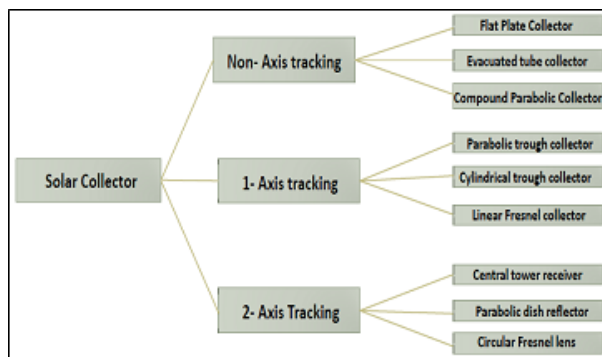 Solar Collector
Non- Axis tracking
Flat Plate Collector
Evacuated tube collector
Compound Parabolic Collector
1- Axis tracking
Parabolic trough collector
Cylindrical trough collector
Linear Fresnel collector
2- Axis Tracking
Central tower receiver
Parabolic dish reflector
Circular Fresnel lens